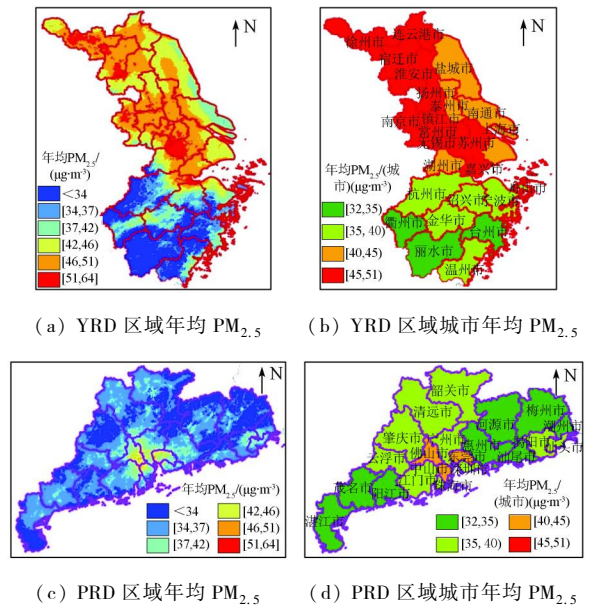 N
年均PM2.5/
(μg·m-3)
<34
[34,37)
[37,42)
[42,46)
[46,51)
[51,64]
(a) YRD 区域年均 PM2.5
N
徐州市
连云港市
宿迁市
淮安市
盐城市
扬州市
泰州市
南京市
镇江市
南通市
常州市
上海市
无锡市
苏州市
湖州市
嘉兴市
杭州市
绍兴市
宁波市
衢州市
金华市
台州市
丽水市
温州市
年均PM2.5/(城
市)(μg·m-3)
[32,35)
[35, 40)
[40,45)
[45,51)
(b) YRD 区域城市年均 PM2.5
N
年均PM2.5/(μg·m-3)
<34
[34,37)
[37,42)
[42,46)
[46,51)
[51,64]
(c) PRD 区域年均 PM2.5
N
韶关市
清远市
梅州市
河源市
潮州市
肇庆市
广州市
惠州市
揭阳市
汕头市
云浮市
佛山市
东莞市
汕尾市
中山市
深圳市
江门市
珠海市
茂名市
阳江市
湛江市
年均PM2.5/
(城市)(μg·m-3)
[32,35)
[35, 40)
[40,45)
[45,51)
(d) PRD 区域城市年均 PM2.5